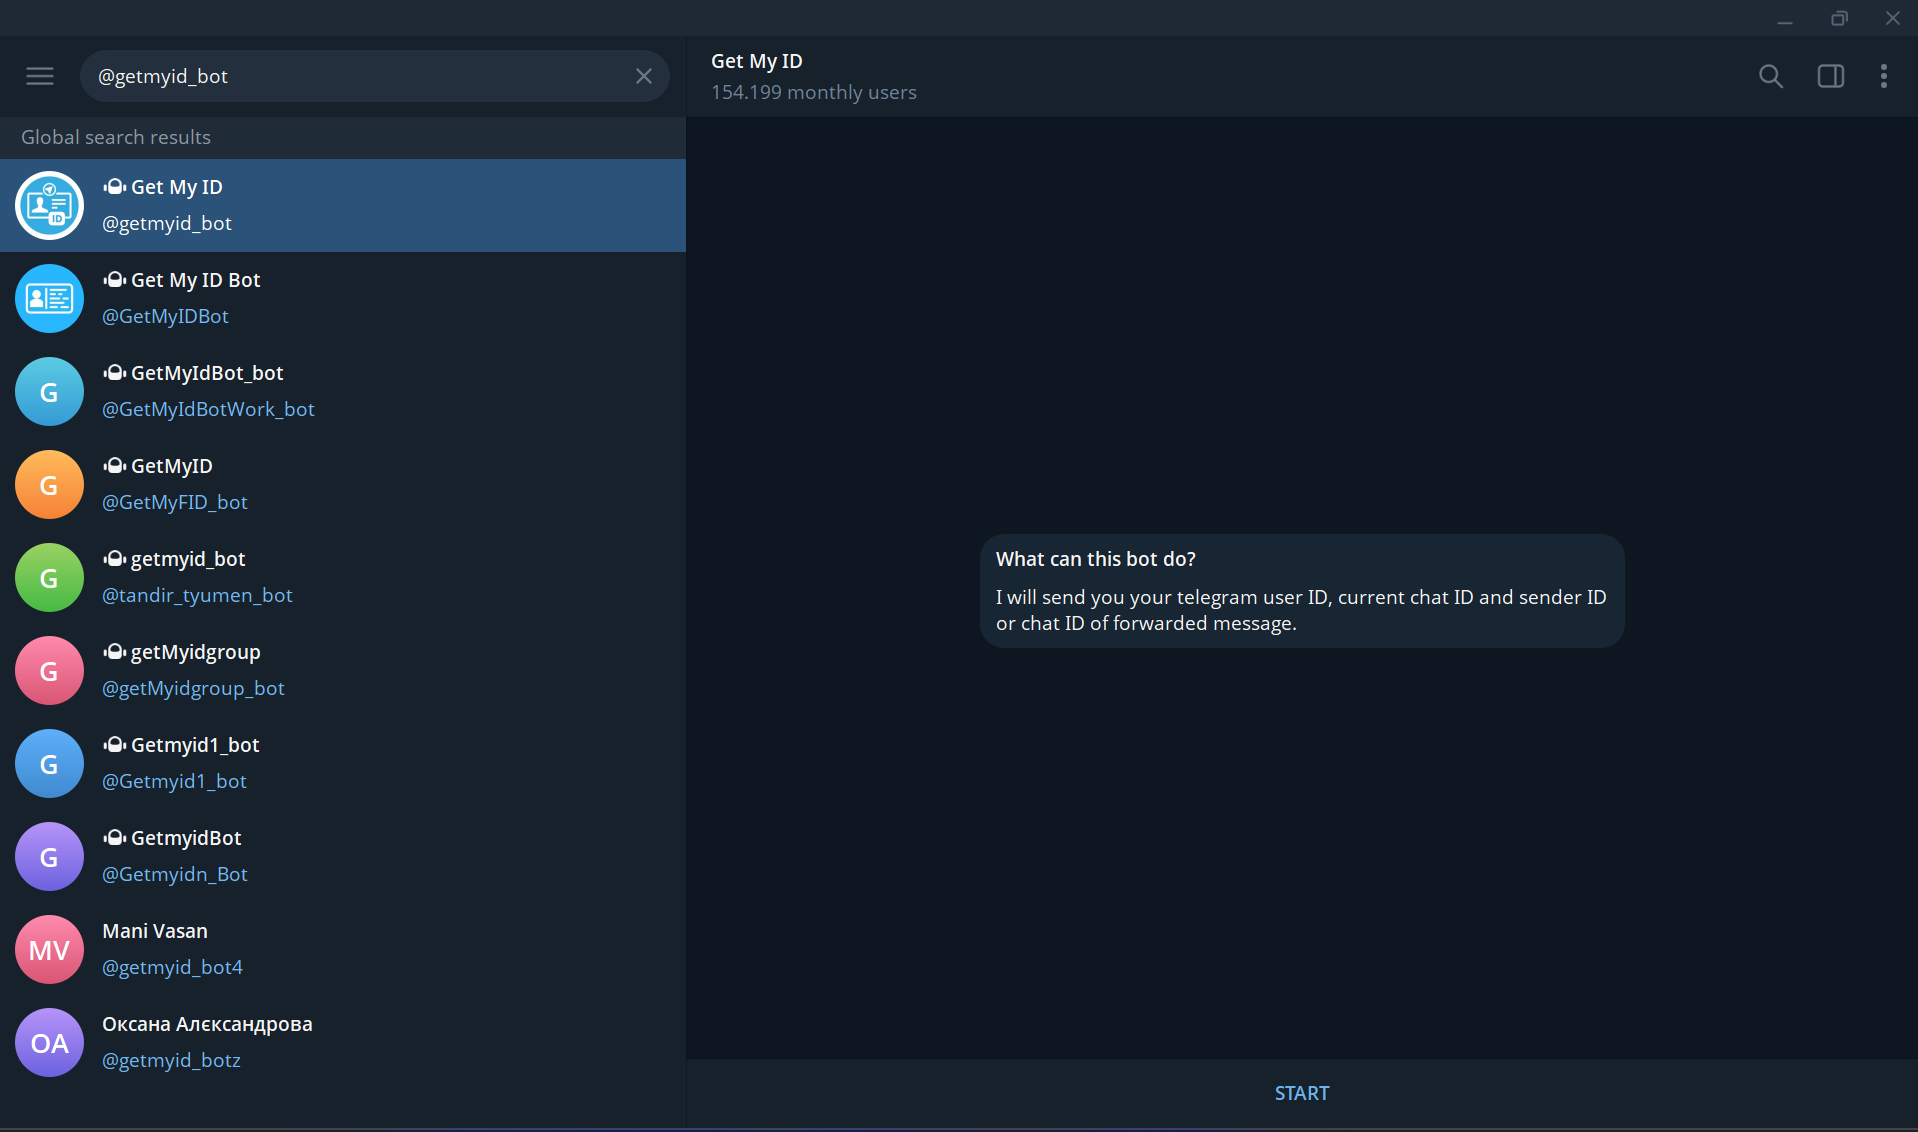 @getmyid_bot
Global search results
Get My ID
@getmyid_bot
Get My ID Bot
@GetMyIDBot
G
GetMyIdBot_bot
@GetMyIdBotWork_bot
G
GetMyID
@GetMyFID_bot
G
getmyid_bot
@tandir_tyumen_bot
G
getMyidgroup
@getMyidgroup_bot
G
Getmyid1_bot
@Getmyid1_bot
G
GetmyidBot
@Getmyidn_Bot
MV
Mani Vasan
@getmyid_bot4
ОА
Оксана Алєксандрова
@getmyid_botz
Get My ID
154.199 monthly users
What can this bot do?
I will send you your telegram user ID, current chat ID and sender ID
or chat ID of forwarded message.
START